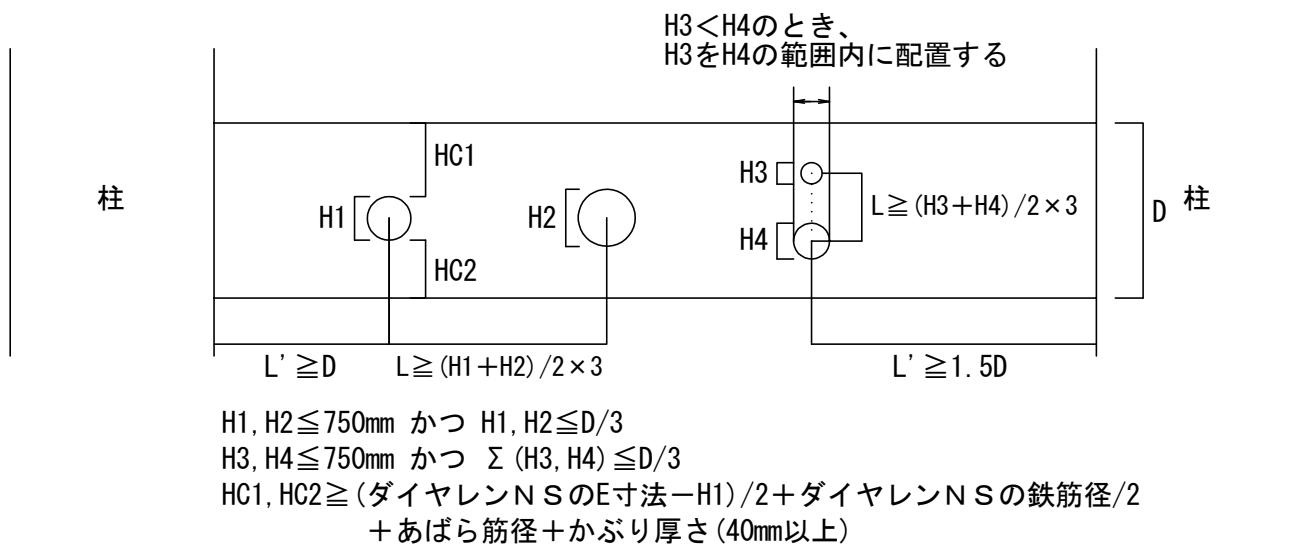 H3<H4のとき、
H3をH4の範囲内に配置する
柱
HC1
H1
HC2
H2
H3
H4
L≧(H3+H4)/2×3
D
柱
L'≧D
L≧(H1+H2)/2×3
L'≧1.5D
H1,H2≦750mm かつ H1,H2≦D/3
H3,H4≦750mm かつ Σ(H3,H4)≦D/3
HC1,HC2≧(ダイヤレンNSのE寸法-H1)/2+ダイヤレンNSの鉄筋径/2
+あばら筋径+かぶり厚さ(40mm以上)